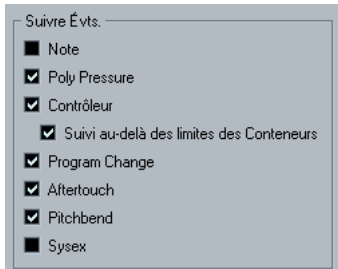 Suivre Évts.
Note
Poly Pressure
Contrôleur
Suivi au-delà des limites des Conteneurs
Program Change
Aftertouch
Pitchbend
Sysex